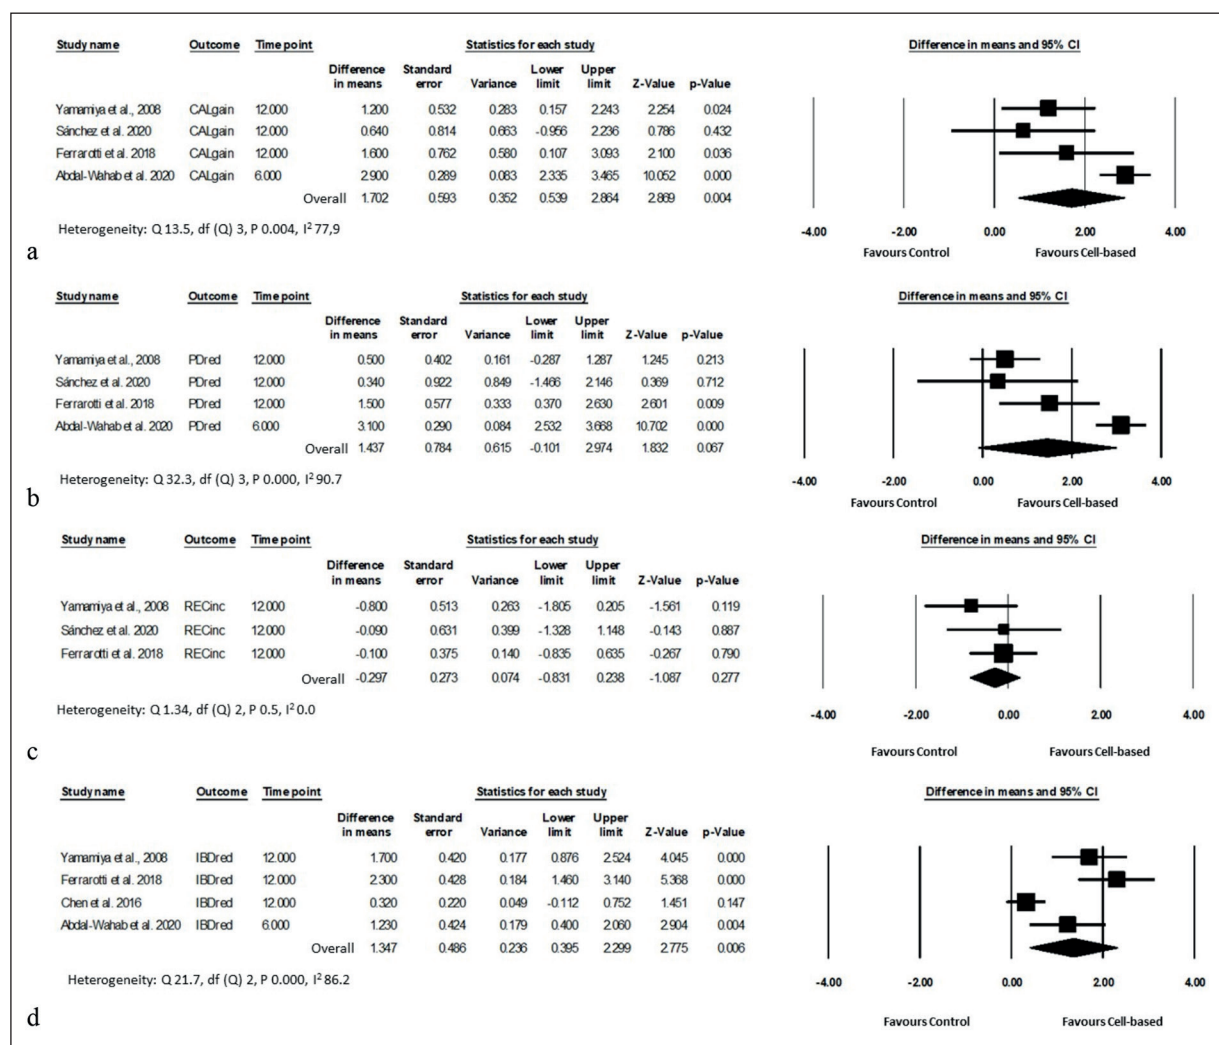 Study name Outcome Time point Statistics for each study Difference in means and 95% CI
Difference in means Standard error Variance Lower limit Upper limit Z-Value p-Value
Yamamiya et al., 2008 CALgain 12.000 1.200 0.532 0.283 0.157 2.243 2.254 0.024
Sánchez et al. 2020 CALgain 12.000 0.640 0.814 0.663 -0.956 2.236 0.786 0.432
Ferrarotti et al. 2018 CALgain 12.000 1.600 0.762 0.580 0.107 3.093 2.100 0.036
Abdal-Wahab et al. 2020 CALgain 6.000 2.900 0.289 0.083 2.335 3.465 10.052 0.000
Overall 1.702 0.593 0.352 0.539 2.864 2.869 0.004
Heterogeneity: Q 13.5, df (Q) 3, P 0.004, I² 77,9
-4.00 -2.00 0.00 2.00 4.00
Favours Control Favours Cell-based
a
Study name Outcome Time point Statistics for each study Difference in means and 95% CI
Difference in means Standard error Variance Lower limit Upper limit Z-Value p-Value
Yamamiya et al., 2008 PDred 12.000 0.500 0.402 0.161 -0.287 1.287 1.245 0.213
Sánchez et al. 2020 PDred 12.000 0.340 0.922 0.849 -1.466 2.146 0.369 0.712
Ferrarotti et al. 2018 PDred 12.000 1.500 0.577 0.333 0.370 2.630 2.601 0.009
Abdal-Wahab et al. 2020 PDred 6.000 3.100 0.290 0.084 2.532 3.668 10.702 0.000
Overall 1.437 0.784 0.615 -0.101 2.974 1.832 0.067
Heterogeneity: Q 32.3, df (Q) 3, P 0.000, I² 90.7
-4.00 -2.00 0.00 2.00 4.00
Favours Control Favours Cell-based
b
Study name Outcome Time point Statistics for each study Difference in means and 95% CI
Difference in means Standard error Variance Lower limit Upper limit Z-Value p-Value
Yamamiya et al., 2008 RECinc 12.000 -0.800 0.513 0.263 -1.805 0.205 -1.561 0.119
Sánchez et al. 2020 RECinc 12.000 -0.090 0.631 0.399 -1.328 1.148 -0.143 0.887
Ferrarotti et al. 2018 RECinc 12.000 -0.100 0.375 0.140 -0.835 0.635 -0.267 0.790
Overall -0.297 0.273 0.074 -0.831 0.238 -1.087 0.277
Heterogeneity: Q 1.34, df (Q) 2, P 0.5, I² 0.0
-4.00 -2.00 0.00 2.00 4.00
Favours Control Favours Cell-based
c
Study name Outcome Time point Statistics for each study Difference in means and 95% CI
Difference in means Standard error Variance Lower limit Upper limit Z-Value p-Value
Yamamiya et al., 2008 IBDred 12.000 1.700 0.420 0.177 0.876 2.524 4.045 0.000
Ferrarotti et al. 2018 IBDred 12.000 2.300 0.428 0.184 1.460 3.140 5.368 0.000
Chen et al. 2016 IBDred 12.000 0.320 0.220 0.049 -0.112 0.752 1.451 0.147
Abdal-Wahab et al. 2020 IBDred 6.000 1.230 0.424 0.179 0.400 2.060 2.904 0.004
Overall 1.347 0.486 0.236 0.395 2.299 2.775 0.006
Heterogeneity: Q 21.7, df (Q) 2, P 0.000, I² 86.2
-4.00 -2.00 0.00 2.00 4.00
Favours Control Favours Cell-based
d